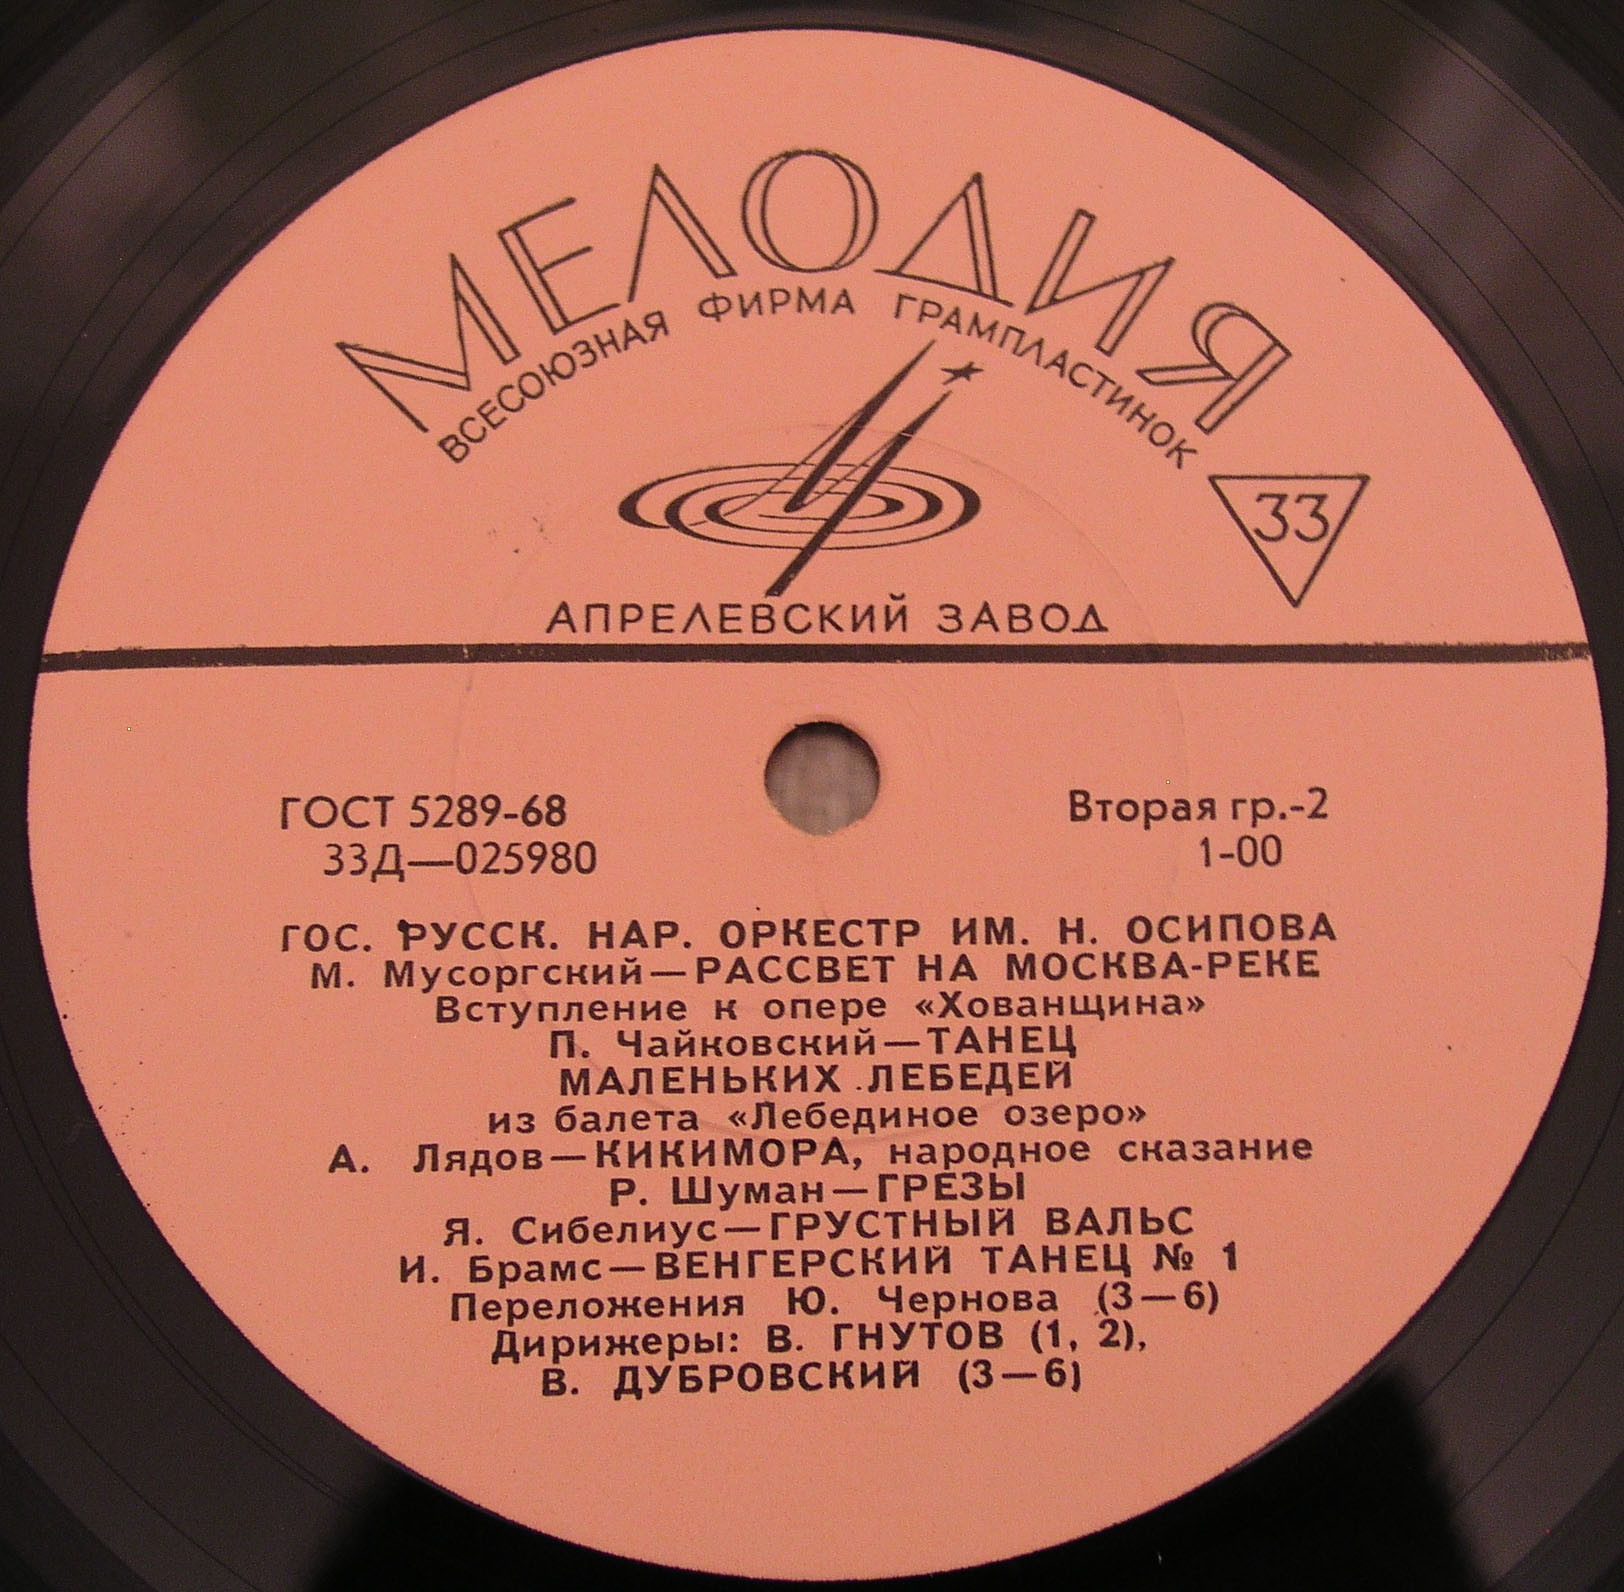 МЕЛОДИЯ
ВСЕСОЮЗНАЯ ФИРМА ГРАМПЛАСТИНОК
33
АПРЕЛЕВСКИЙ ЗАВОД
ГОСТ 5289-68
Вторая гр.-2
33Д—025980
1-00
ГОС. РУССК. НАР. ОРКЕСТР ИМ. Н. ОСИПОВА
М. Мусоргский—РАССВЕТ НА МОСКВА-РЕКЕ
Вступление к опере «Хованщина»
П. Чайковский—ТАНЕЦ
МАЛЕНЬКИХ ЛЕБЕДЕЙ
из балета «Лебединое озеро»
А. Лядов—КИКИМОРА, народное сказание
Р. Шуман—ГРЕЗЫ
Я. Сибелиус—ГРУСТНЫЙ ВАЛЬС
И. Брамс—ВЕНГЕРСКИЙ ТАНЕЦ № 1
Переложения Ю. Чернова (3—6)
Дирижеры: В. ГНУТОВ (1, 2),
В. ДУБРОВСКИЙ (3—6)